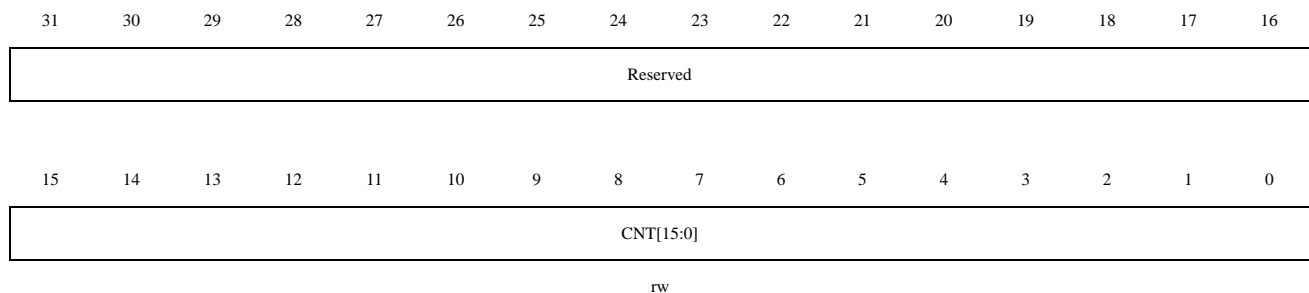 31 30 29 28 27 26 25 24 23 22 21 20 19 18 17 16
Reserved
15 14 13 12 11 10 9 8 7 6 5 4 3 2 1 0
CNT[15:0]
rw